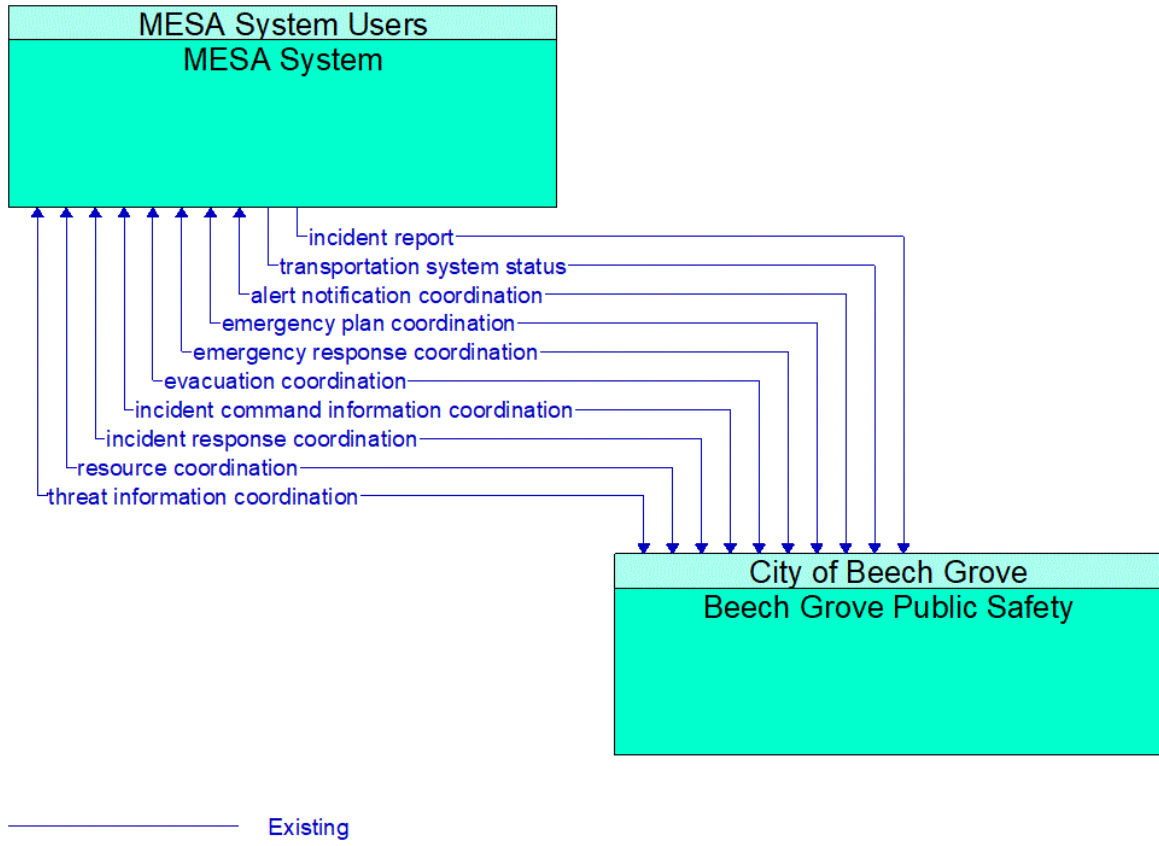 MESA System Users
MESA System
incident report
transportation system status
alert notification coordination
emergency plan coordination
emergency response coordination
evacuation coordination
incident command information coordination
incident response coordination
resource coordination
threat information coordination
City of Beech Grove
Beech Grove Public Safety
Existing